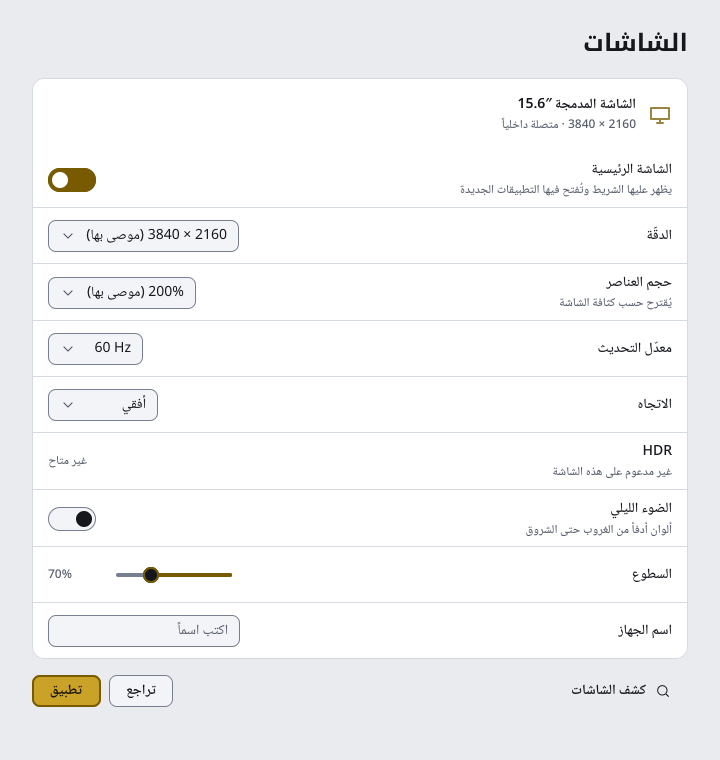 الشاشات
الشاشة المدمجة 15.6″
3840 × 2160 · متصلة داخلياً
الشاشة الرئيسية
يظهر عليها الشريط وتُفتح فيها التطبيقات الجديدة
الدقّة
3840 × 2160 (موصى بها)
حجم العناصر
يُقترح حسب كثافة الشاشة
200% (موصى بها)
معدّل التحديث
60 Hz
الاتجاه
أفقي
HDR
غير مدعوم على هذه الشاشة
غير متاح
الضوء الليلي
ألوان أدفأ من الغروب حتى الشروق
السطوع
70%
اسم الجهاز
اكتب اسماً
كشف الشاشات
تراجع
تطبيق